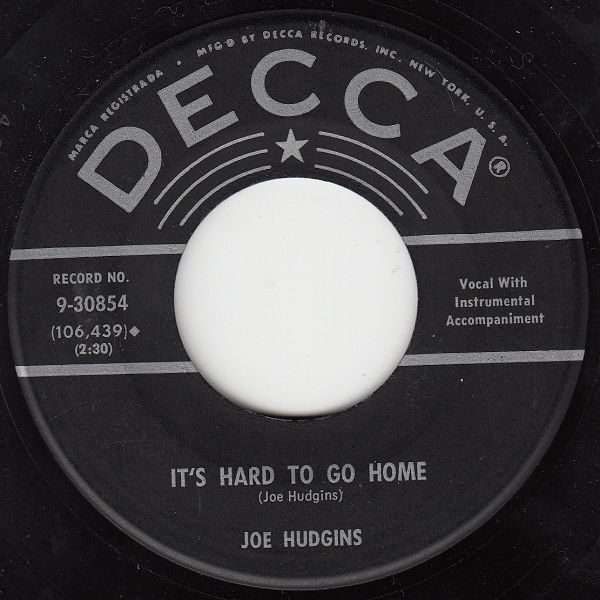 MARCA REGISTRADA • MFG'D BY DECCA RECORDS, INC. NEW YORK, U.S.A.
DECCA®
RECORD NO.
9-30854
(106,439)◆
(2:30)
Vocal With
Instrumental
Accompaniment
IT'S HARD TO GO HOME
(Joe Hudgins)
JOE HUDGINS